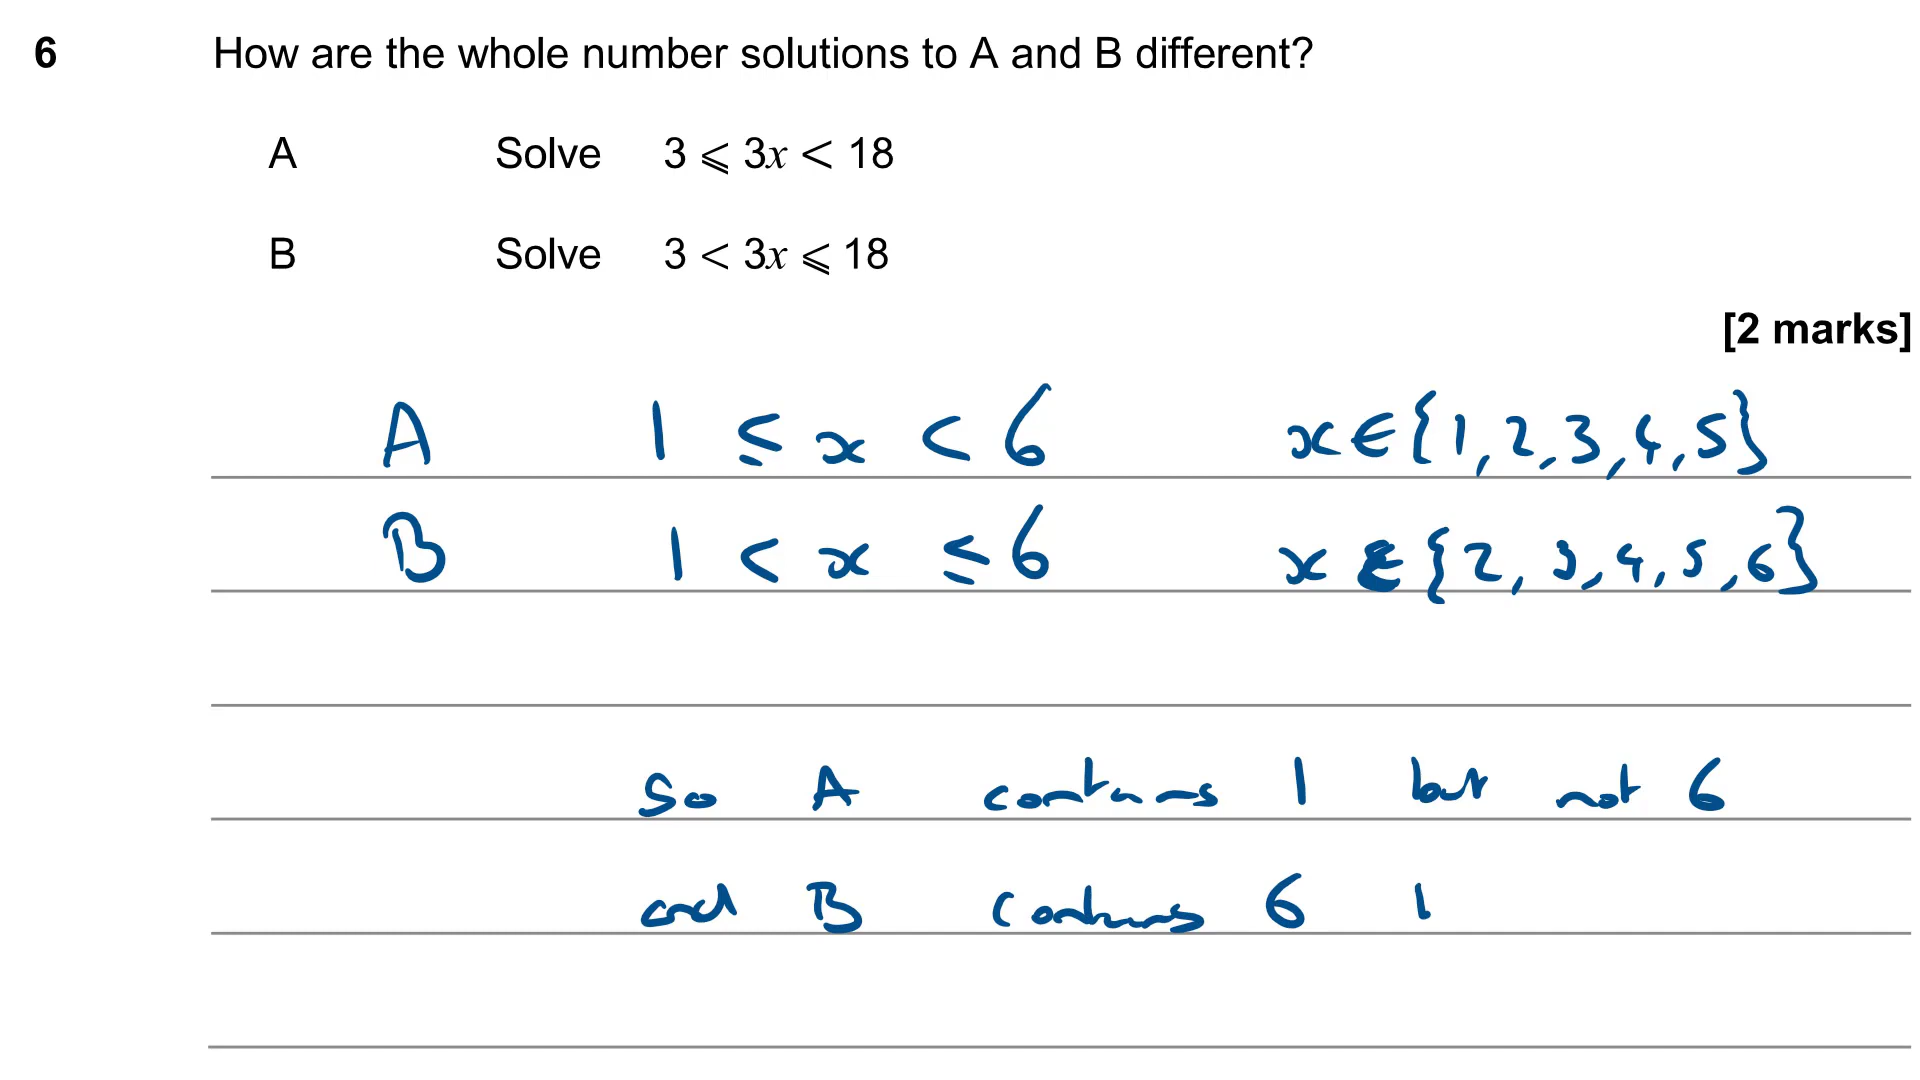 6 How are the whole number solutions to A and B different?
A Solve 3 ⩽ 3x < 18
B Solve 3 < 3x ⩽ 18
[2 marks]
A 1 ≤ x < 6 x∈{1,2,3,4,5}
B 1 < x ≤ 6 x∈{2,3,4,5,6}
So A contains 1 but not 6
and B contains 6